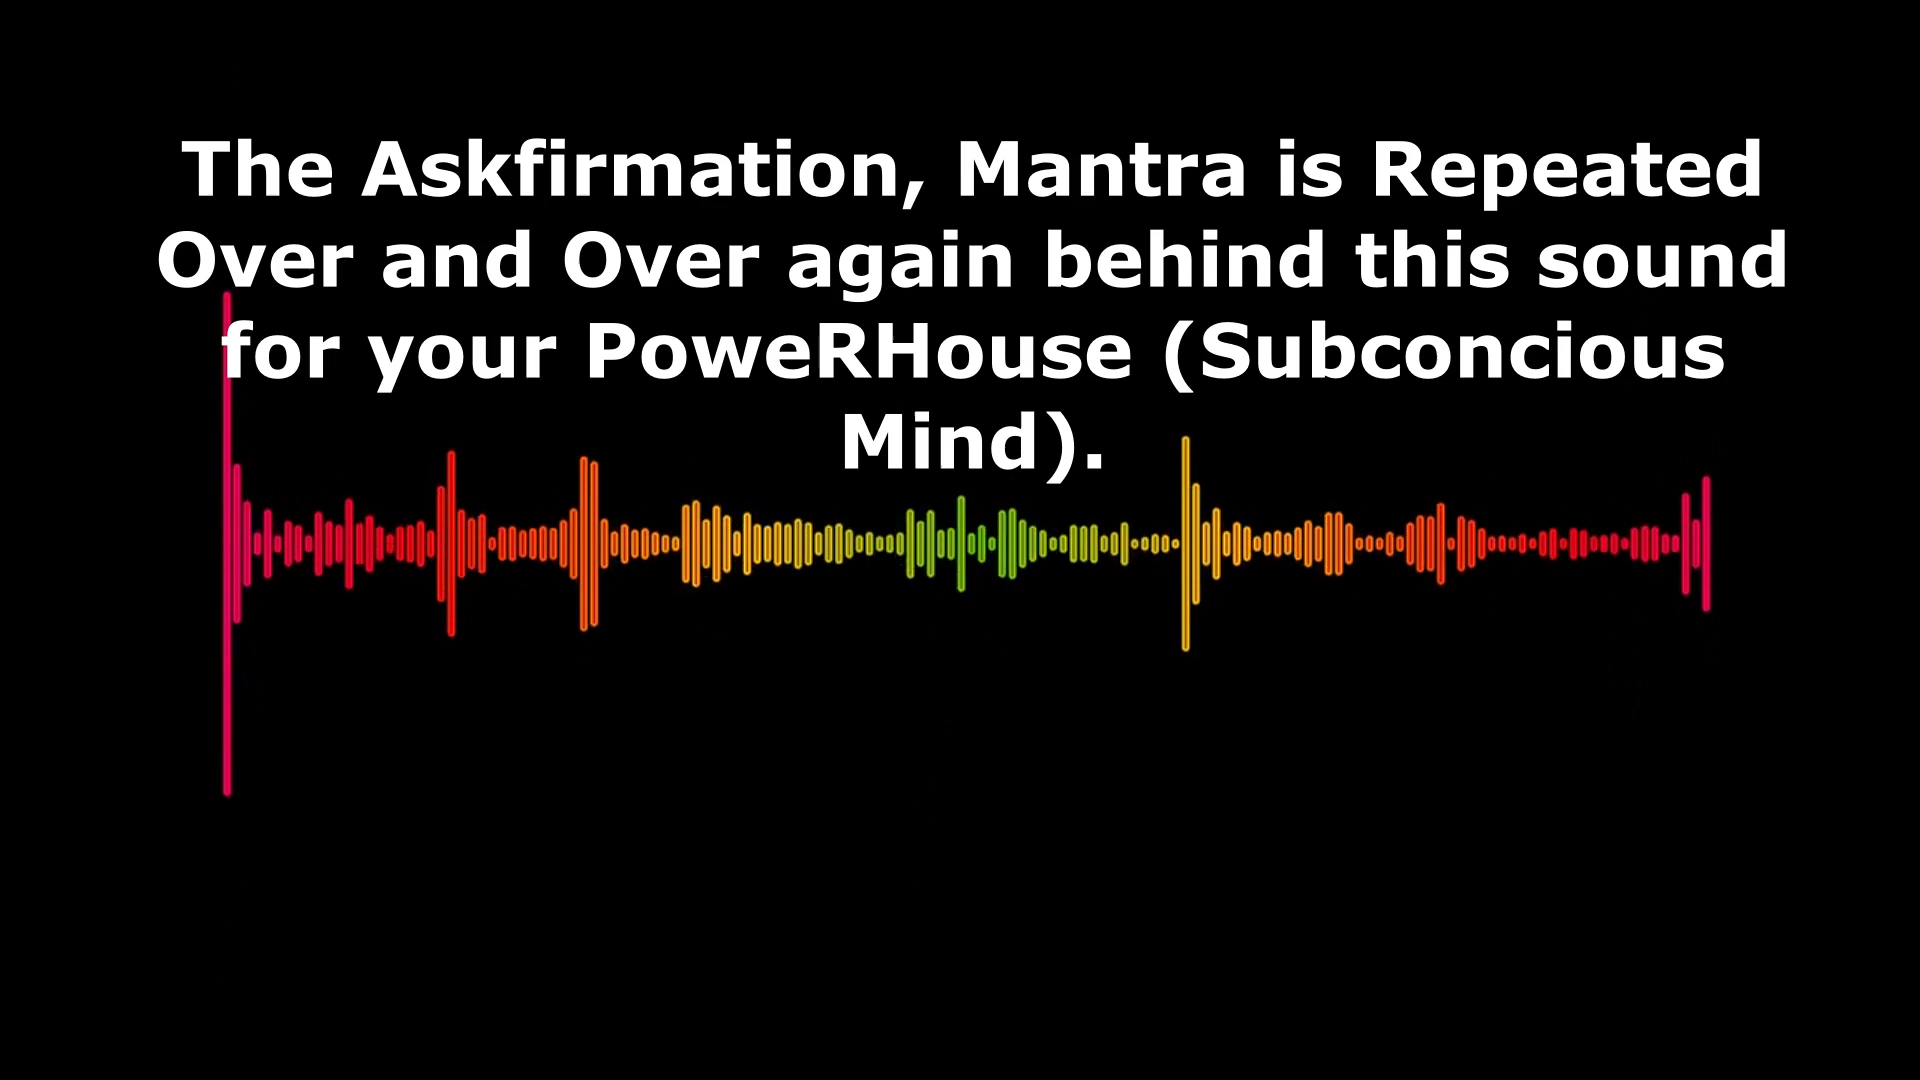 The Askfirmation, Mantra is Repeated
Over and Over again behind this sound
for your PoweRHouse (Subconcious
Mind).